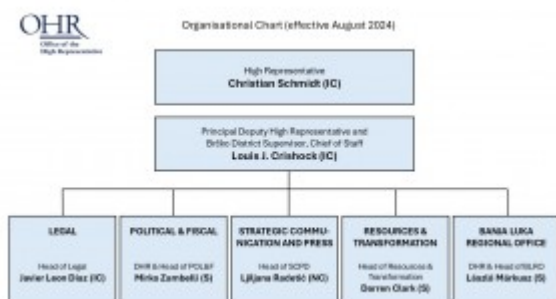 OHR
Office of the
High Representative
Organisational Chart (effective August 2024)
High Representative
Christian Schmidt (IC)
Principal Deputy High Representative and
Brčko District Supervisor, Chief of Staff
Louis J. Crishock (IC)
LEGAL
Head of Legal
Javier Leon Diaz (IC)
POLITICAL & FISCAL
DHR & Head of POL&F
Mirko Zambelli (S)
STRATEGIC COMMU-
NICATION AND PRESS
Head of SCPD
Ljiljana Radetić (NC)
RESOURCES &
TRANSFORMATION
Head of Resources &
Transformation
Darren Clark (S)
BANJA LUKA
REGIONAL OFFICE
DHR & Head of BLRO
László Márkusz (S)